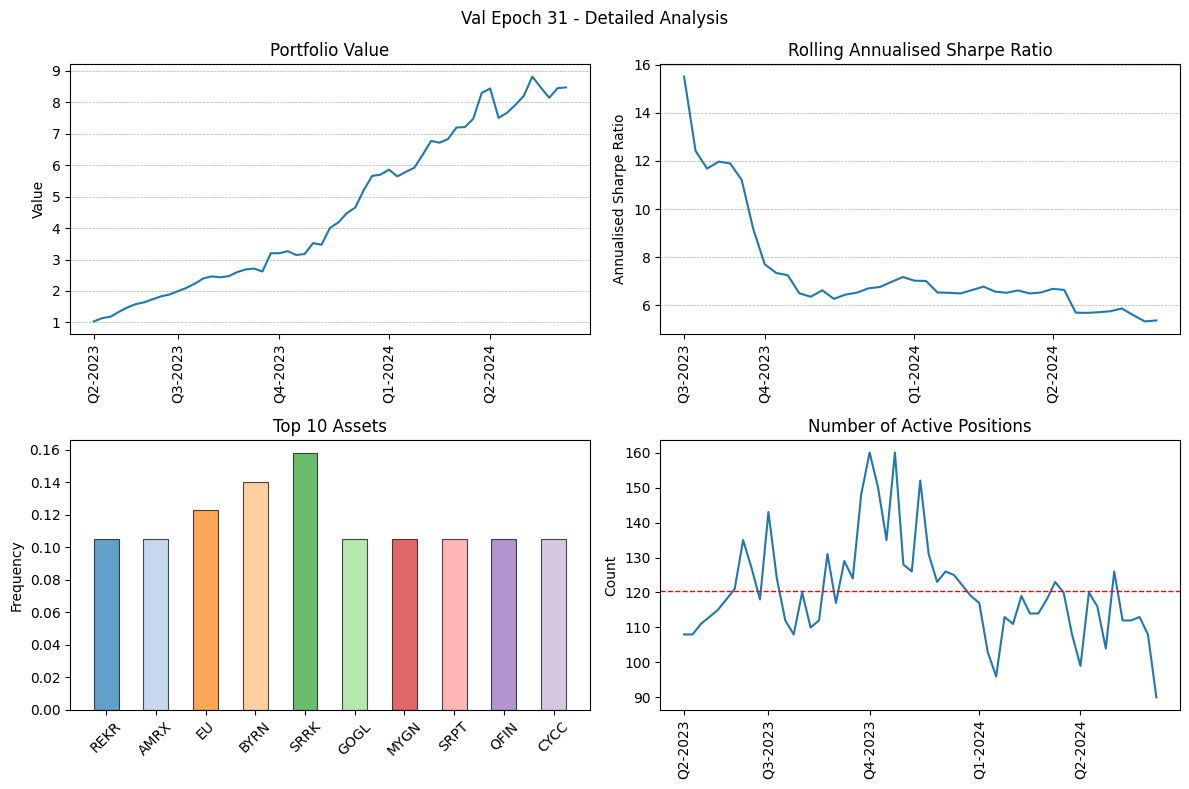 Val Epoch 31 - Detailed Analysis
Portfolio Value
Value
9
8
7
6
5
4
3
2
1
Q2-2023
Q3-2023
Q4-2023
Q1-2024
Q2-2024
Rolling Annualised Sharpe Ratio
Annualised Sharpe Ratio
16
14
12
10
8
6
Q3-2023
Q4-2023
Q1-2024
Q2-2024
Top 10 Assets
Frequency
0.16
0.14
0.12
0.10
0.08
0.06
0.04
0.02
0.00
REKR
AMRX
EU
BYRN
SRRK
GOGL
MYGN
SRPT
QFIN
CYCC
Number of Active Positions
Count
160
150
140
130
120
110
100
90
Q2-2023
Q3-2023
Q4-2023
Q1-2024
Q2-2024